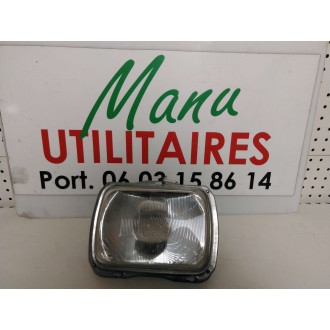 Manu
UTILITAIRES
Port. 06 03 15 86 14